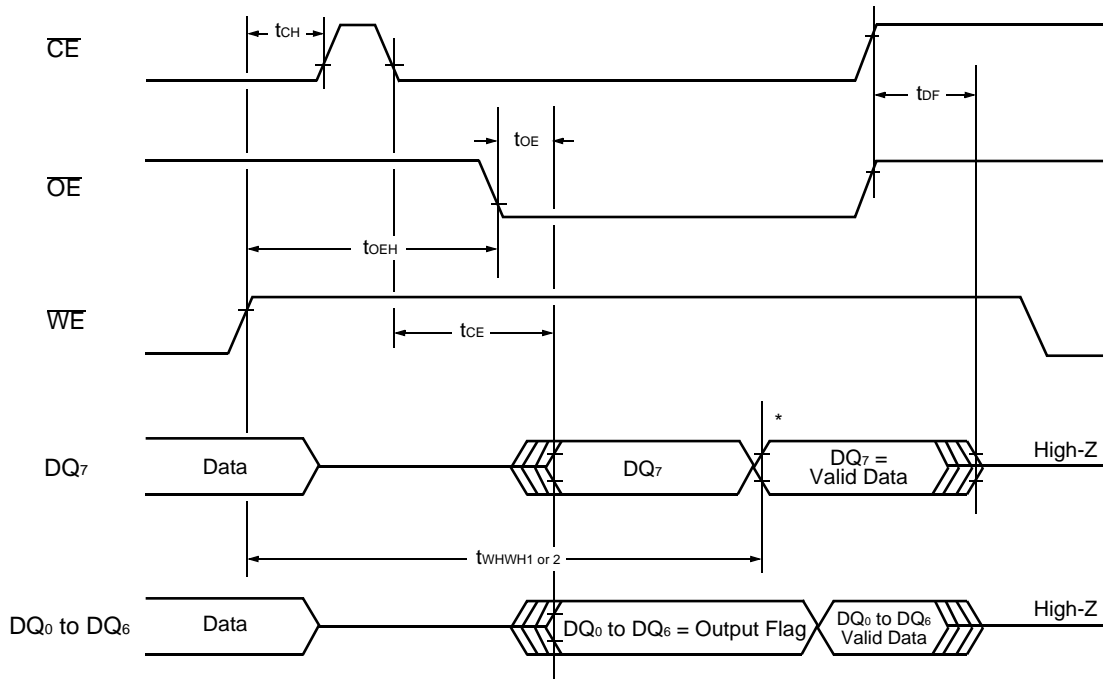 CE
tCH
tDF
tOE
OE
tOEH
WE
tCE
*
DQ7
Data
DQ7
DQ7 =
Valid Data
High-Z
tWHWH1 or 2
DQ0 to DQ6
Data
DQ0 to DQ6 = Output Flag
DQ0 to DQ6
Valid Data
High-Z